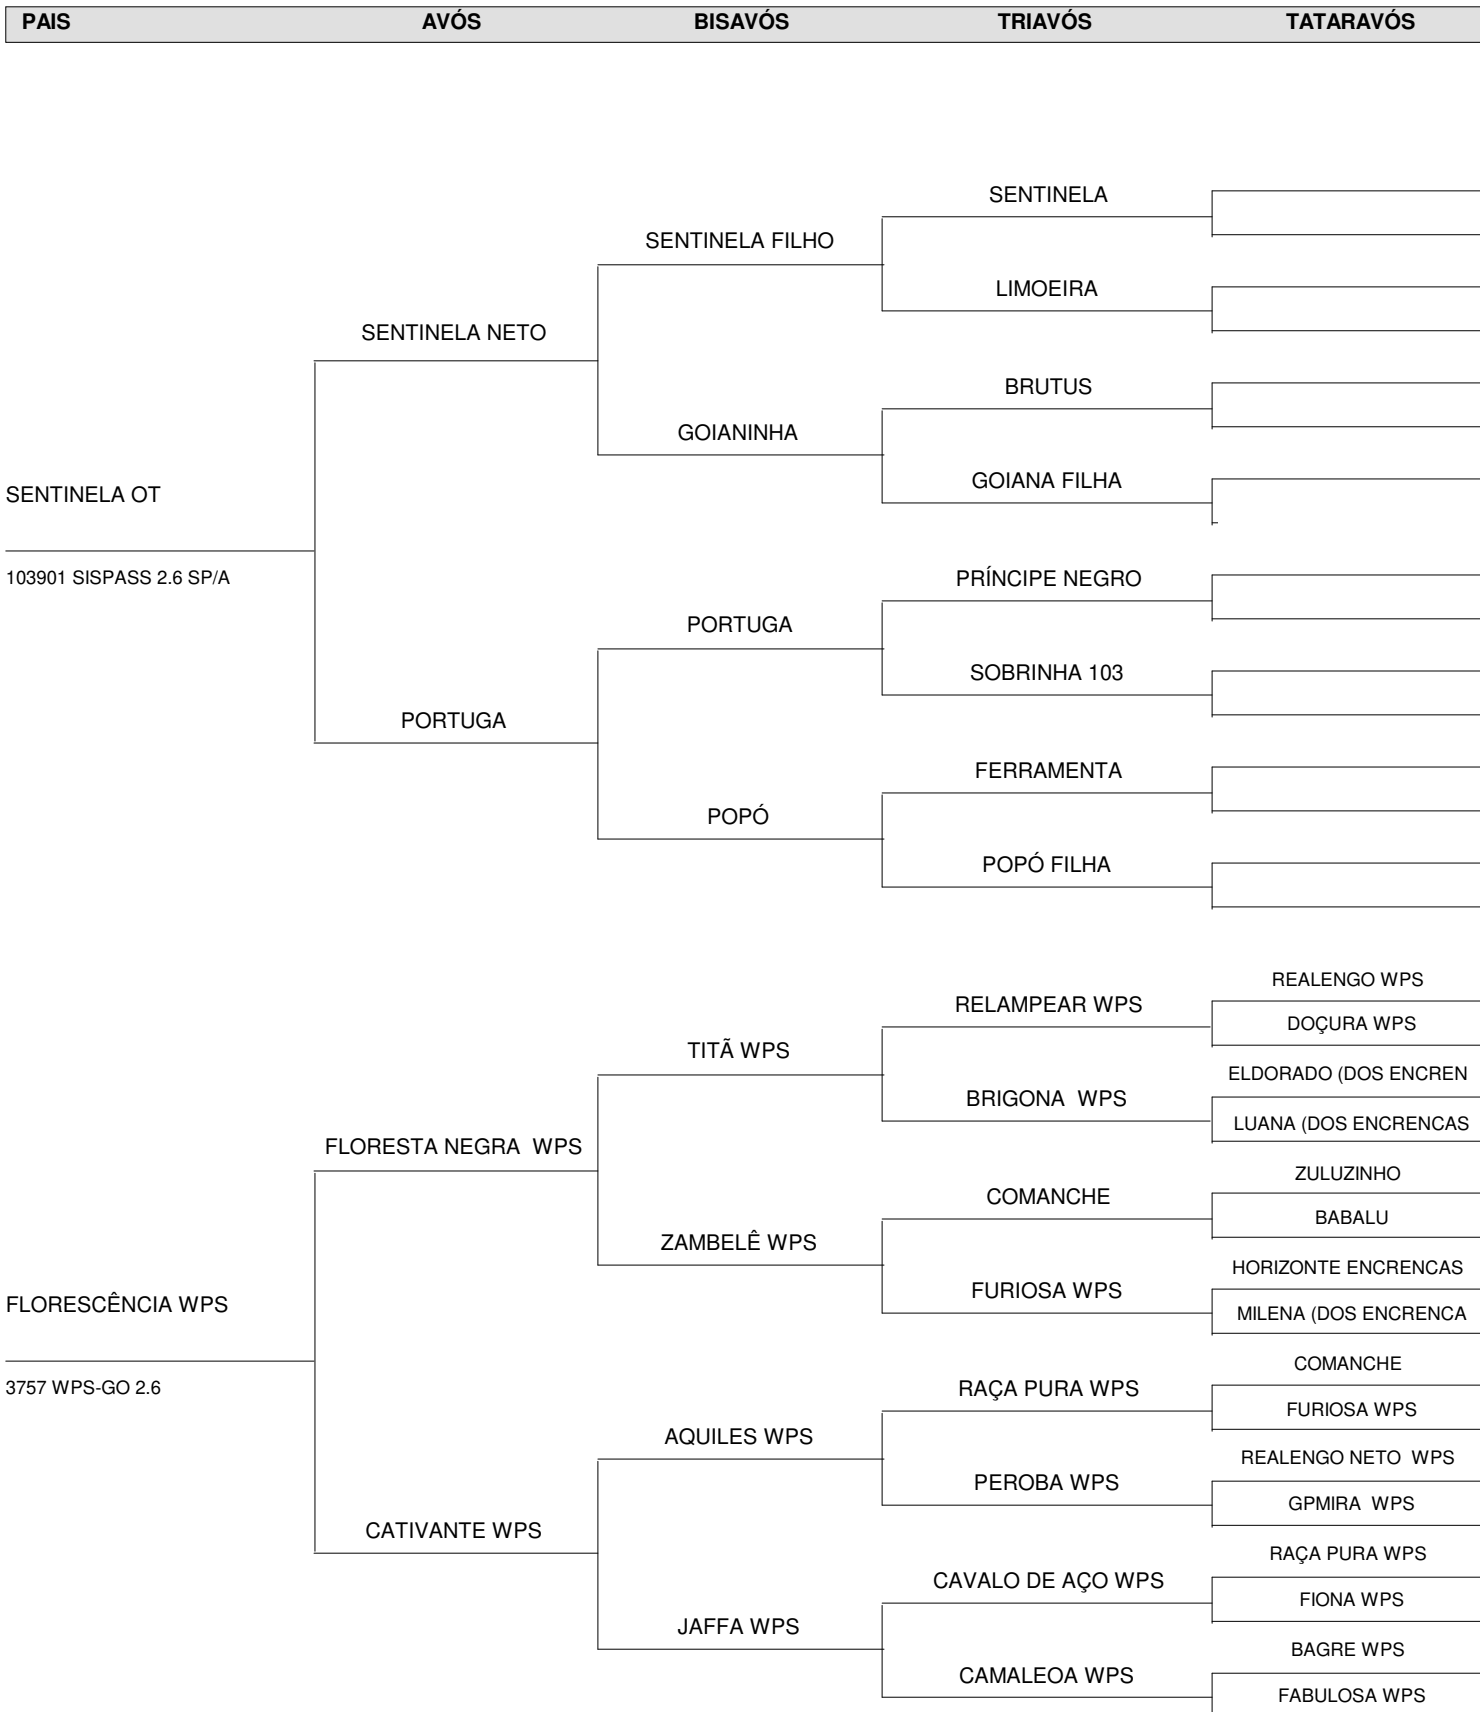 PAIS AVÓS BISAVÓS TRIAVÓS TATARAVÓS
SENTINELA
SENTINELA FILHO
LIMOEIRA
SENTINELA NETO
BRUTUS
GOIANINHA
GOIANA FILHA
SENTINELA OT
103901 SISPASS 2.6 SP/A
PRÍNCIPE NEGRO
PORTUGA
SOBRINHA 103
PORTUGA
FERRAMENTA
POPÓ
POPÓ FILHA
REALENGO WPS
RELAMPEAR WPS
DOÇURA WPS
TITÃ WPS
ELDORADO (DOS ENCREN
BRIGONA WPS
LUANA (DOS ENCRENCAS
FLORESTA NEGRA WPS
ZULUZINHO
COMANCHE
BABALU
ZAMBELÊ WPS
HORIZONTE ENCRENCAS
FURIOSA WPS
MILENA (DOS ENCRENCA
FLORESCÊNCIA WPS
3757 WPS-GO 2.6
COMANCHE
RAÇA PURA WPS
FURIOSA WPS
AQUILES WPS
REALENGO NETO WPS
PEROBA WPS
GPMIRA WPS
CATIVANTE WPS
RAÇA PURA WPS
CAVALO DE AÇO WPS
FIONA WPS
JAFFA WPS
BAGRE WPS
CAMALEOA WPS
FABULOSA WPS